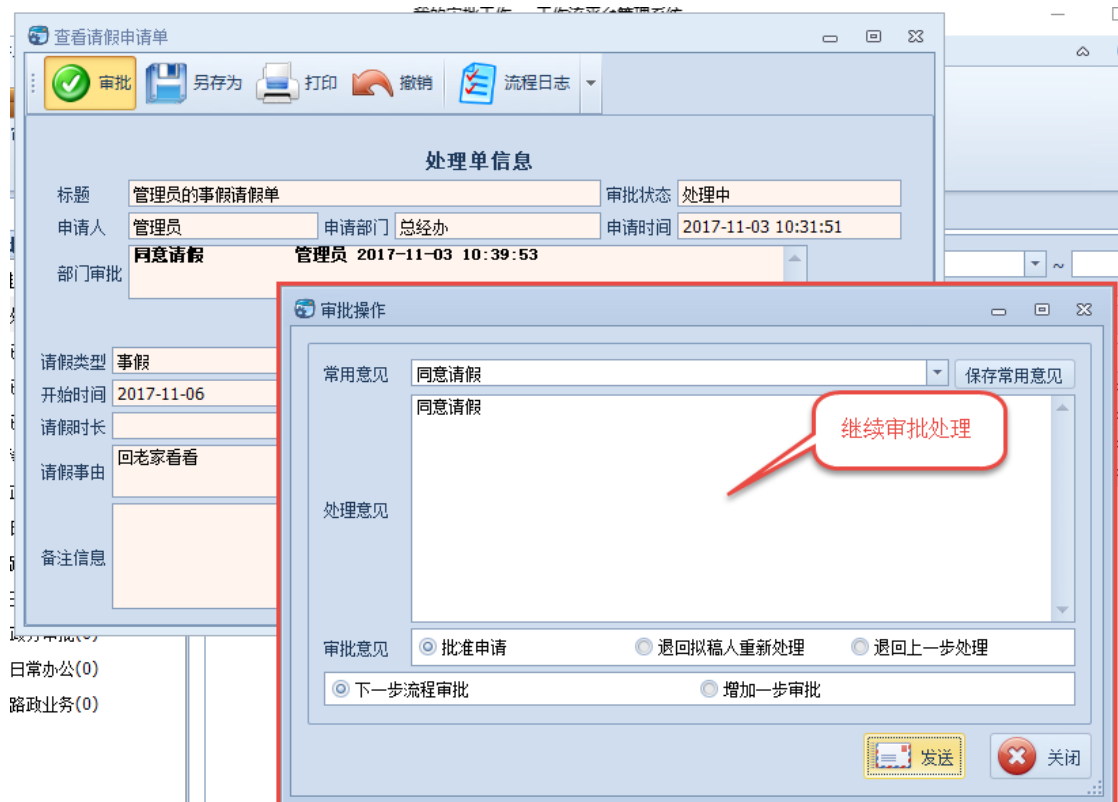 查看请假申请单
审批 另存为 打印 撤销 流程日志
处理单信息
标题 管理员的事假请假单 审批状态 处理中
申请人 管理员 申请部门 总经办 申请时间 2017-11-03 10:31:51
部门审批 同意请假 管理员 2017-11-03 10:39:53
~
请假类型 事假
开始时间 2017-11-06
请假时长
请假事由 回老家看看
备注信息
审批操作
常用意见 同意请假 保存常用意见
同意请假
继续审批处理
处理意见
审批意见 批准申请 退回拟稿人重新处理 退回上一步处理
下一步流程审批 增加一步审批
发送 关闭
日常办公(0)
路政业务(0)